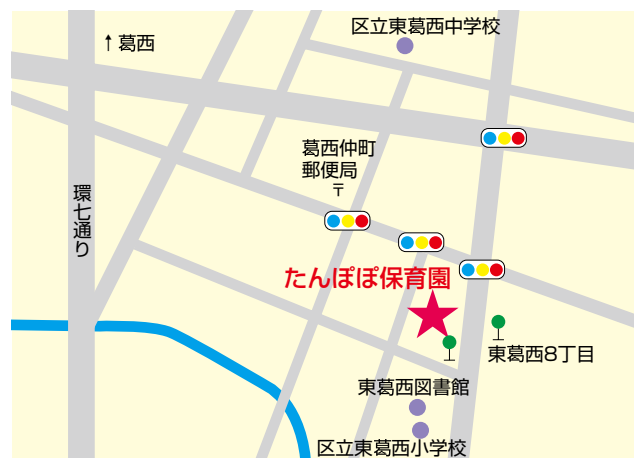 区立東葛西中学校
↑葛西
葛西仲町
郵便局
〒
環七通り
たんぽぽ保育園
東葛西8丁目
東葛西図書館
区立東葛西小学校